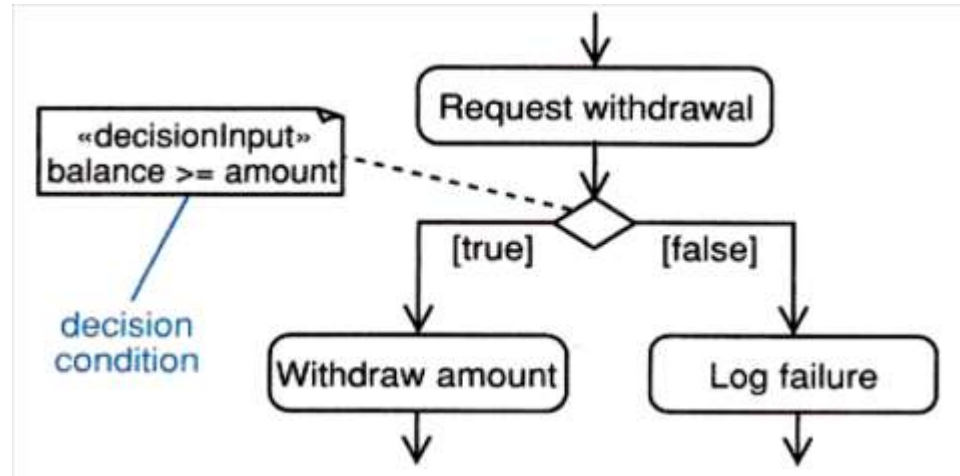 Request withdrawal
«decisionInput»
balance >= amount
[true]
[false]
decision
condition
Withdraw amount
Log failure